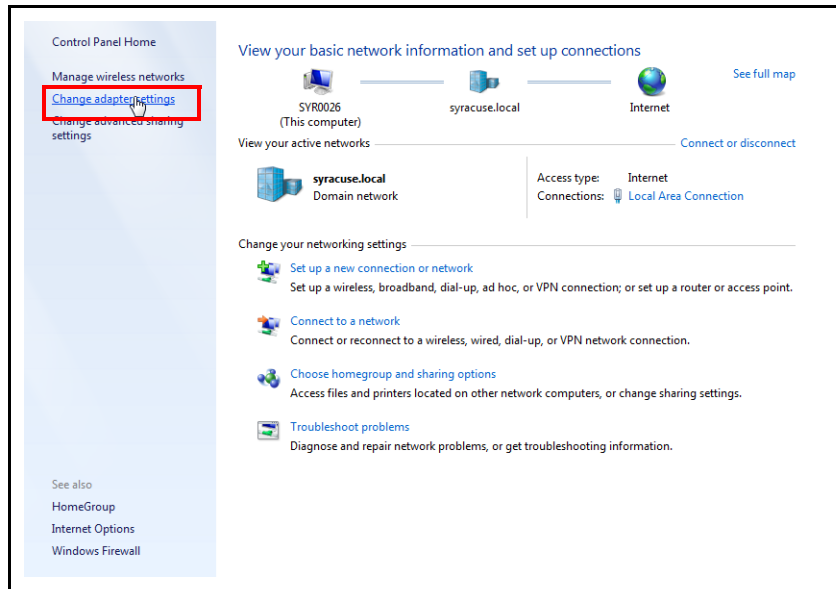 Control Panel Home
Manage wireless networks
Change adapter settings
Change advanced sharing
settings
See also
HomeGroup
Internet Options
Windows Firewall
View your basic network information and set up connections
See full map
SYR0026
(This computer)
syracuse.local
Internet
View your active networks
Connect or disconnect
syracuse.local
Domain network
Access type: Internet
Connections: Local Area Connection
Change your networking settings
Set up a new connection or network
Set up a wireless, broadband, dial-up, ad hoc, or VPN connection; or set up a router or access point.
Connect to a network
Connect or reconnect to a wireless, wired, dial-up, or VPN network connection.
Choose homegroup and sharing options
Access files and printers located on other network computers, or change sharing settings.
Troubleshoot problems
Diagnose and repair network problems, or get troubleshooting information.